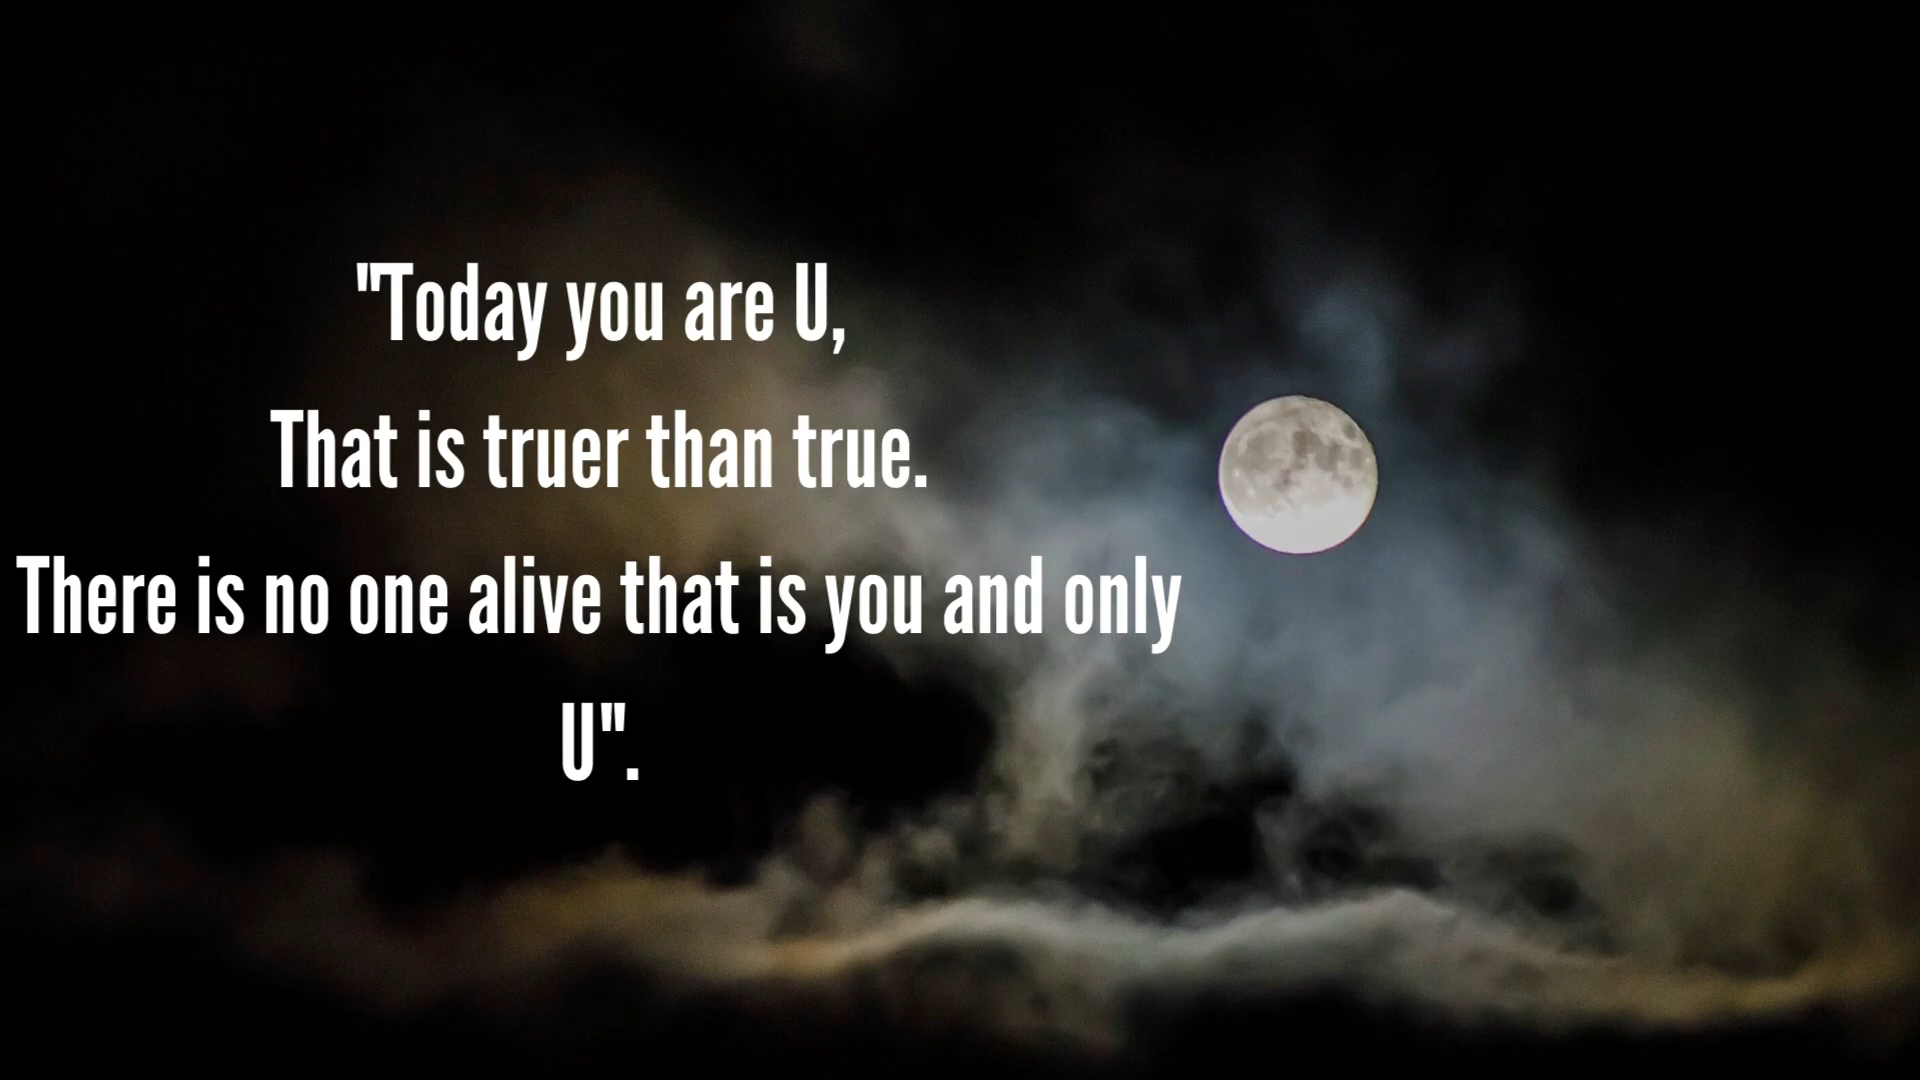 "Today you are U,
That is truer than true.
There is no one alive that is you and only
U".